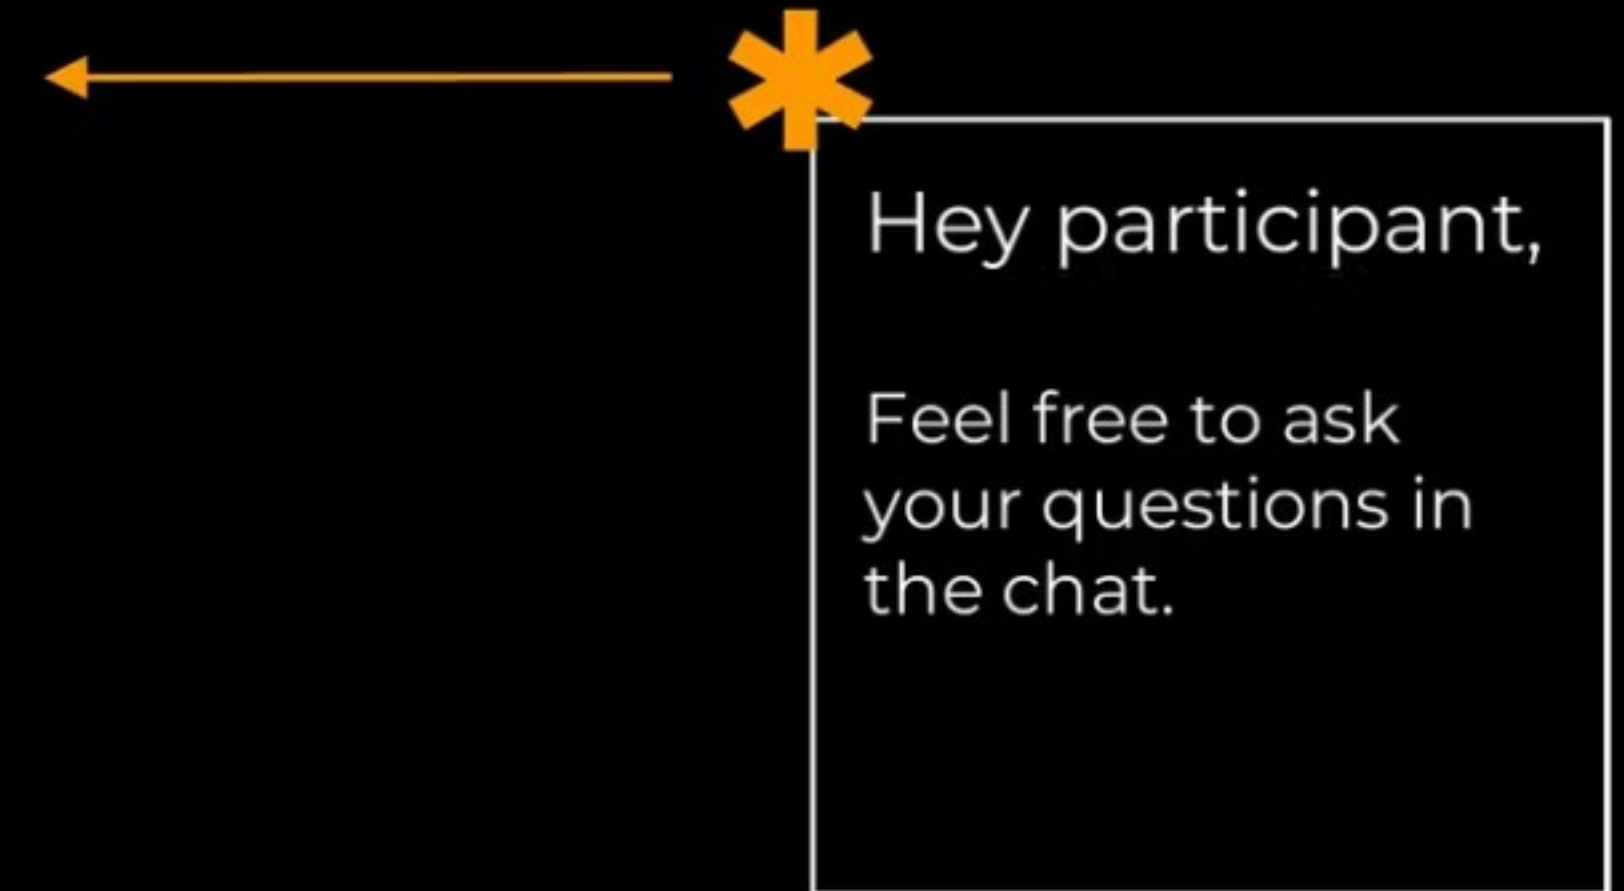 Hey participant,
Feel free to ask
your questions in
the chat.